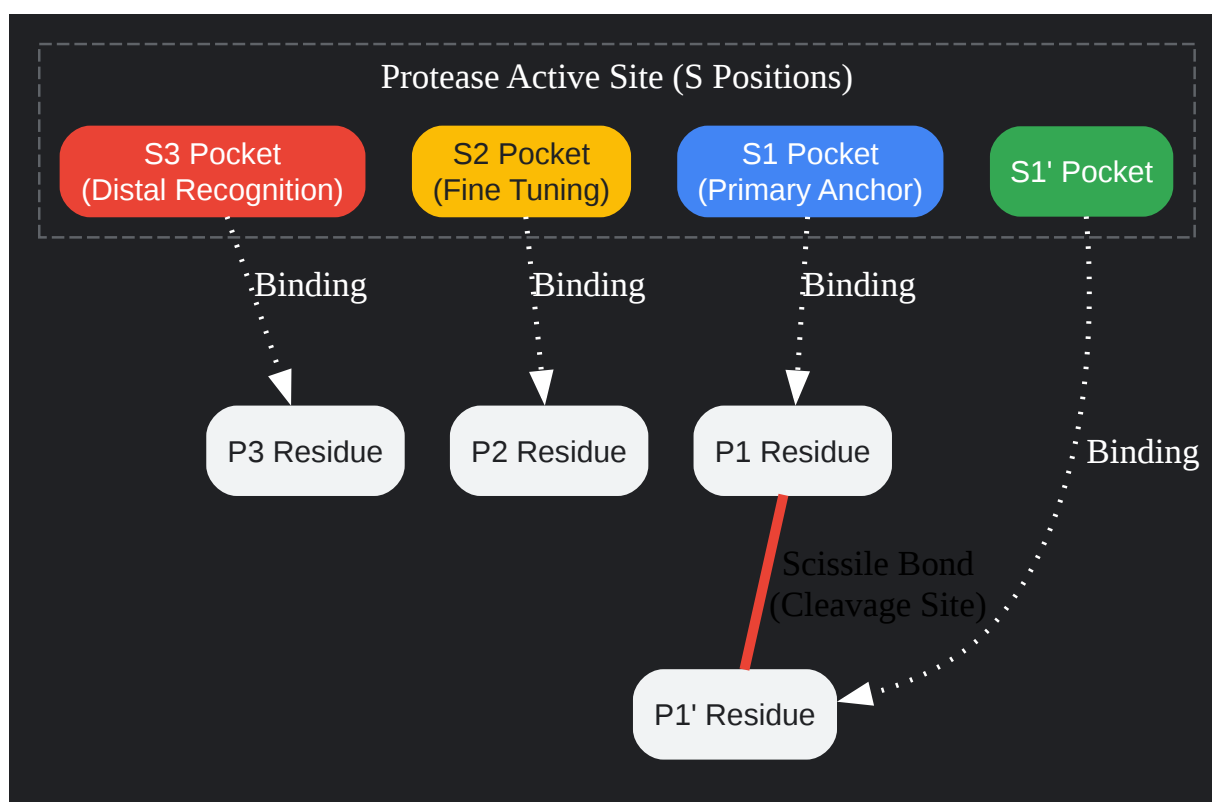 Protease Active Site (S Positions)
S3 Pocket
(Distal Recognition)
S2 Pocket
(Fine Tuning)
S1 Pocket
(Primary Anchor)
S1' Pocket
Binding
Binding
Binding
P3 Residue
P2 Residue
P1 Residue
Binding
Scissile Bond
(Cleavage Site)
P1' Residue